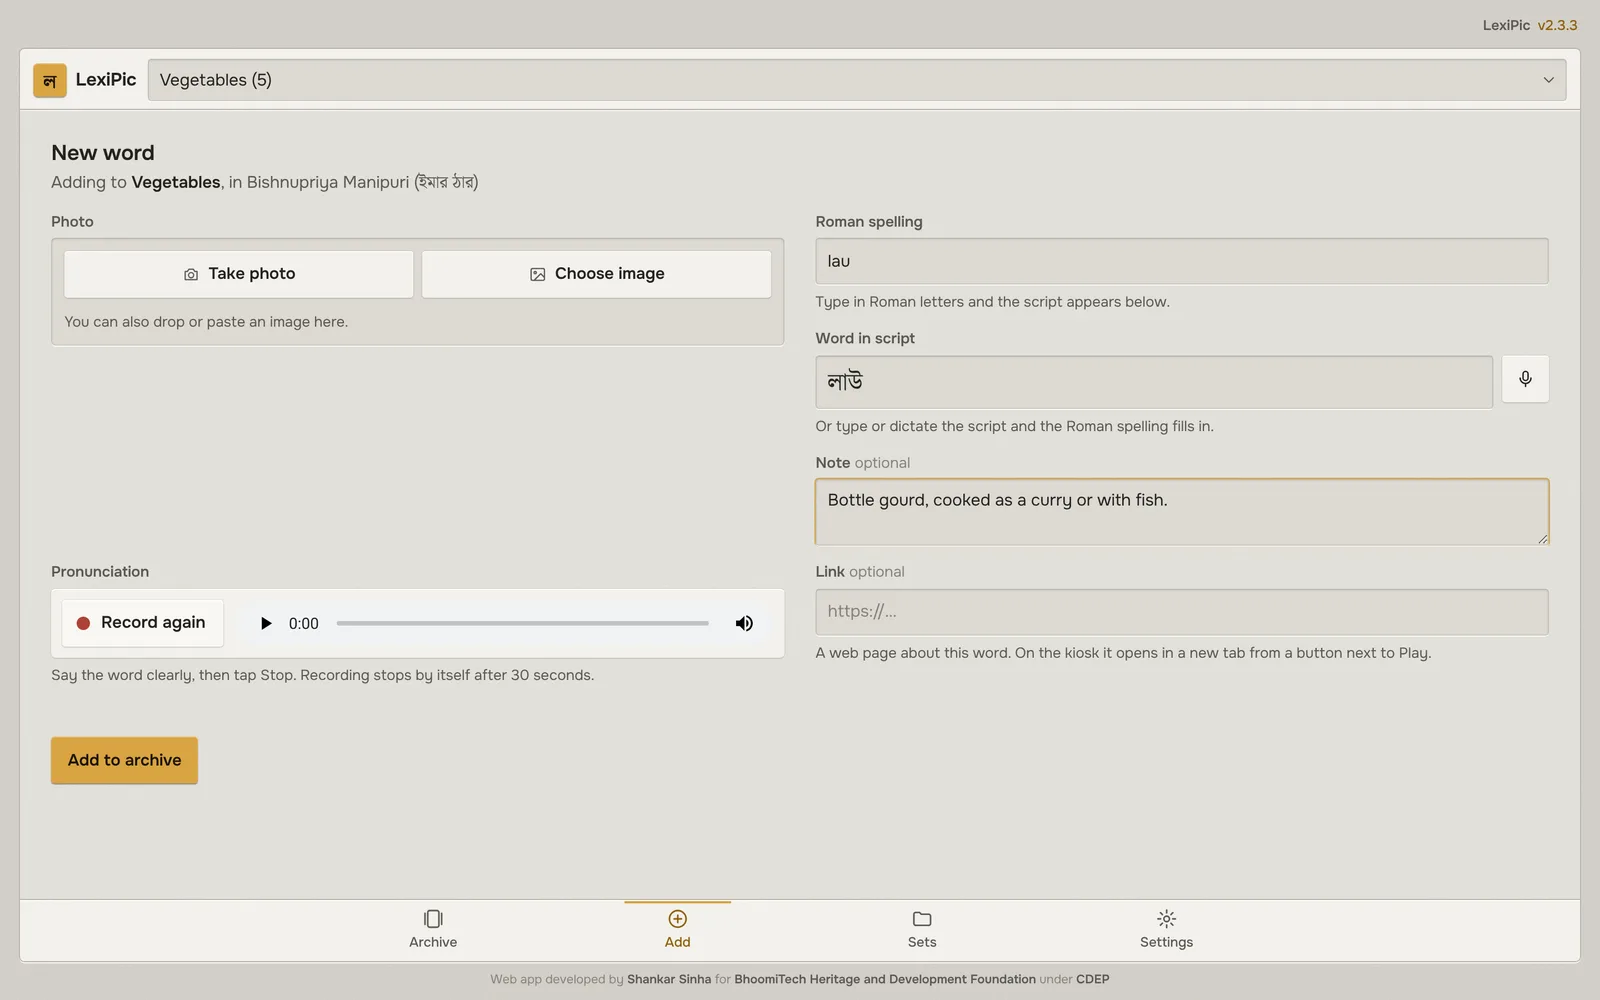 LexiPic v2.3.3
ল LexiPic
Vegetables (5)
New word
Adding to Vegetables, in Bishnupriya Manipuri (ইমার ঠার)
Photo
Take photo
Choose image
You can also drop or paste an image here.
Roman spelling
lau
Type in Roman letters and the script appears below.
Word in script
লাউ
Or type or dictate the script and the Roman spelling fills in.
Note optional
Bottle gourd, cooked as a curry or with fish.
Pronunciation
Record again
0:00
Say the word clearly, then tap Stop. Recording stops by itself after 30 seconds.
Link optional
https://...
A web page about this word. On the kiosk it opens in a new tab from a button next to Play.
Add to archive
Archive
Add
Sets
Settings
Web app developed by Shankar Sinha for BhoomiTech Heritage and Development Foundation under CDEP